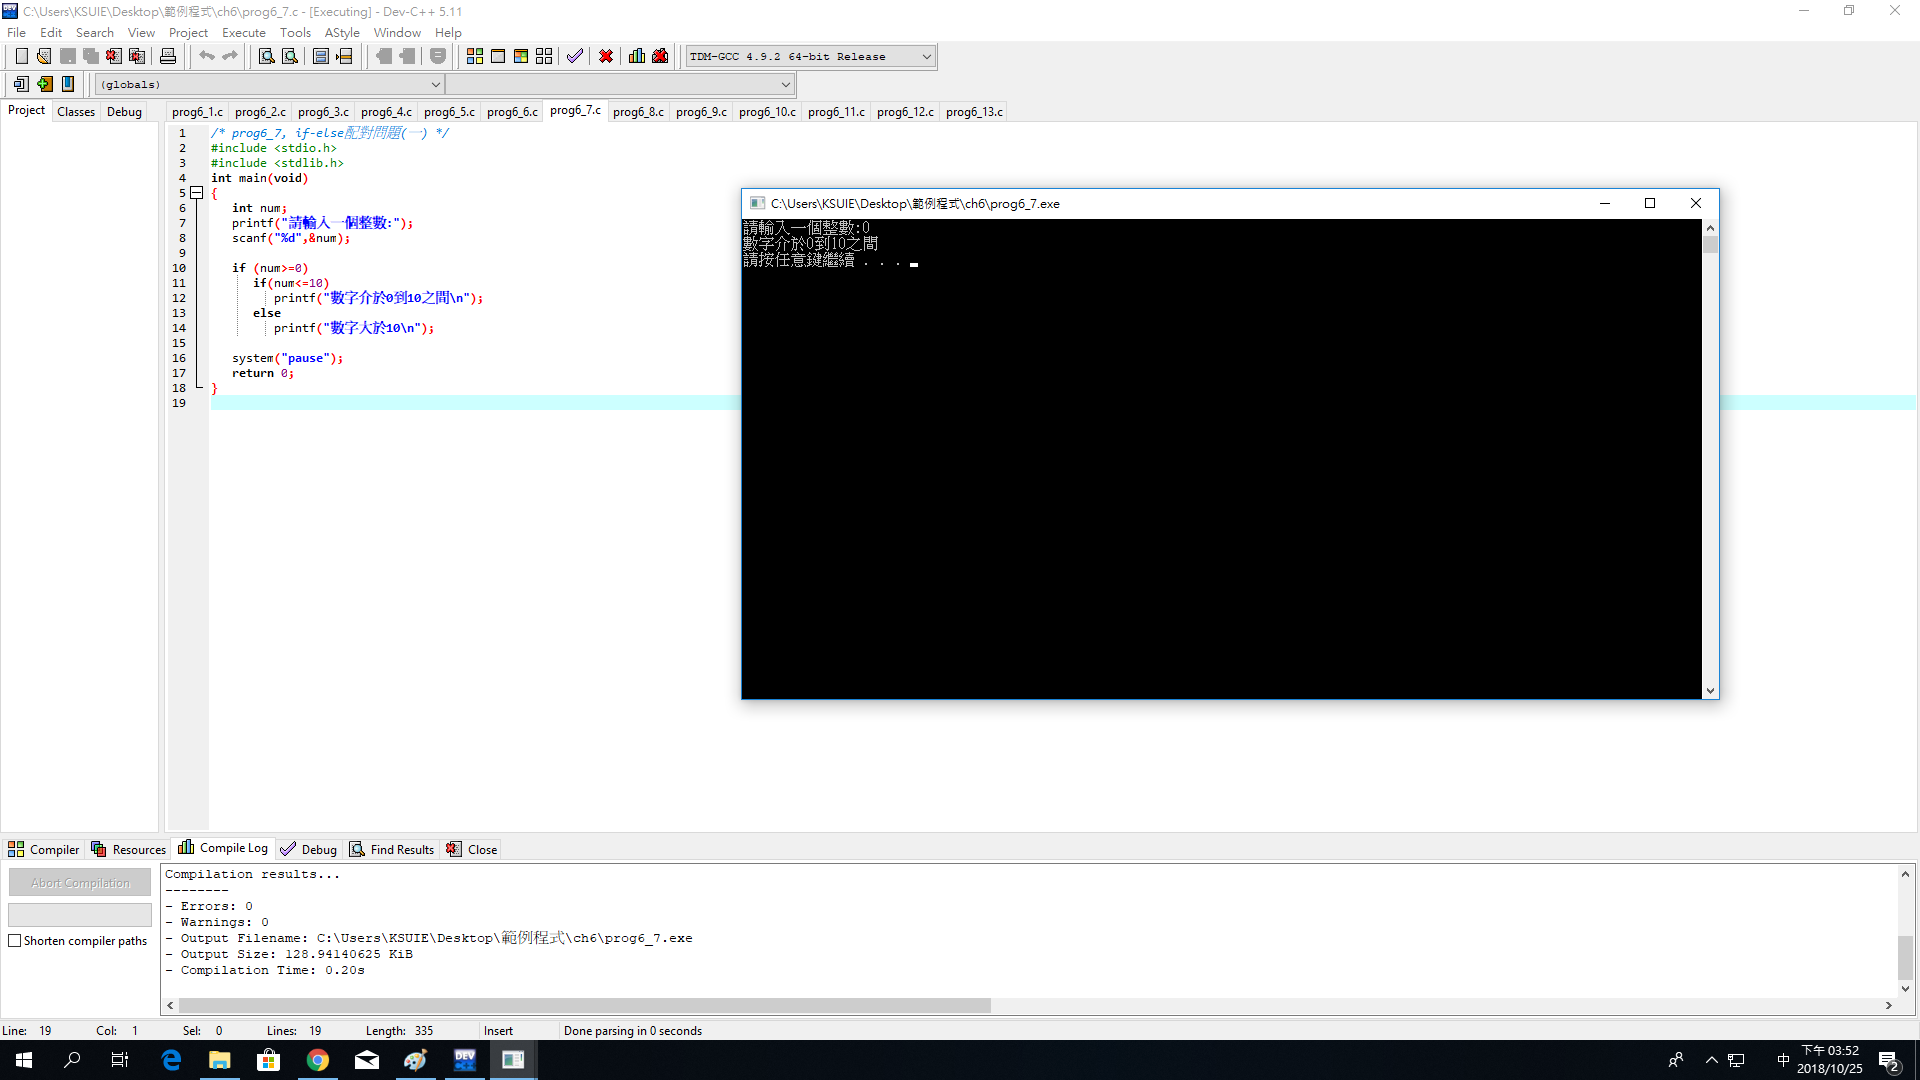 C:\Users\KSUIE\Desktop\範例程式\ch6\prog6_7.c - [Executing] - Dev-C++ 5.11
File Edit Search View Project Execute Tools AStyle Window Help
TDM-GCC 4.9.2 64-bit Release
(globals)
Project Classes Debug
prog6_1.c prog6_2.c prog6_3.c prog6_4.c prog6_5.c prog6_6.c prog6_7.c prog6_8.c prog6_9.c prog6_10.c prog6_11.c prog6_12.c prog6_13.c
1 /* prog6_7, if-else配對問題(一) */
2 #include <stdio.h>
3 #include <stdlib.h>
4 int main(void)
5 {
6 int num;
7 printf("請輸入一個整數:");
8 scanf("%d",&num);
9
10 if (num>=0)
11 if(num<=10)
12 printf("數字介於0到10之間\n");
13 else
14 printf("數字大於10\n");
15
16 system("pause");
17 return 0;
18 }
19
C:\Users\KSUIE\Desktop\範例程式\ch6\prog6_7.exe
請輸入一個整數:0
數字介於0到10之間
請按任意鍵繼續 . . .
Compiler Resources Compile Log Debug Find Results Close
Abort Compilation
Shorten compiler paths
Compilation results...
--------
- Errors: 0
- Warnings: 0
- Output Filename: C:\Users\KSUIE\Desktop\範例程式\ch6\prog6_7.exe
- Output Size: 128.94140625 KiB
- Compilation Time: 0.20s
Line: 19 Col: 1 Sel: 0 Lines: 19 Length: 335 Insert Done parsing in 0 seconds
DEV C++
中
下午 03:52
2018/10/25
2